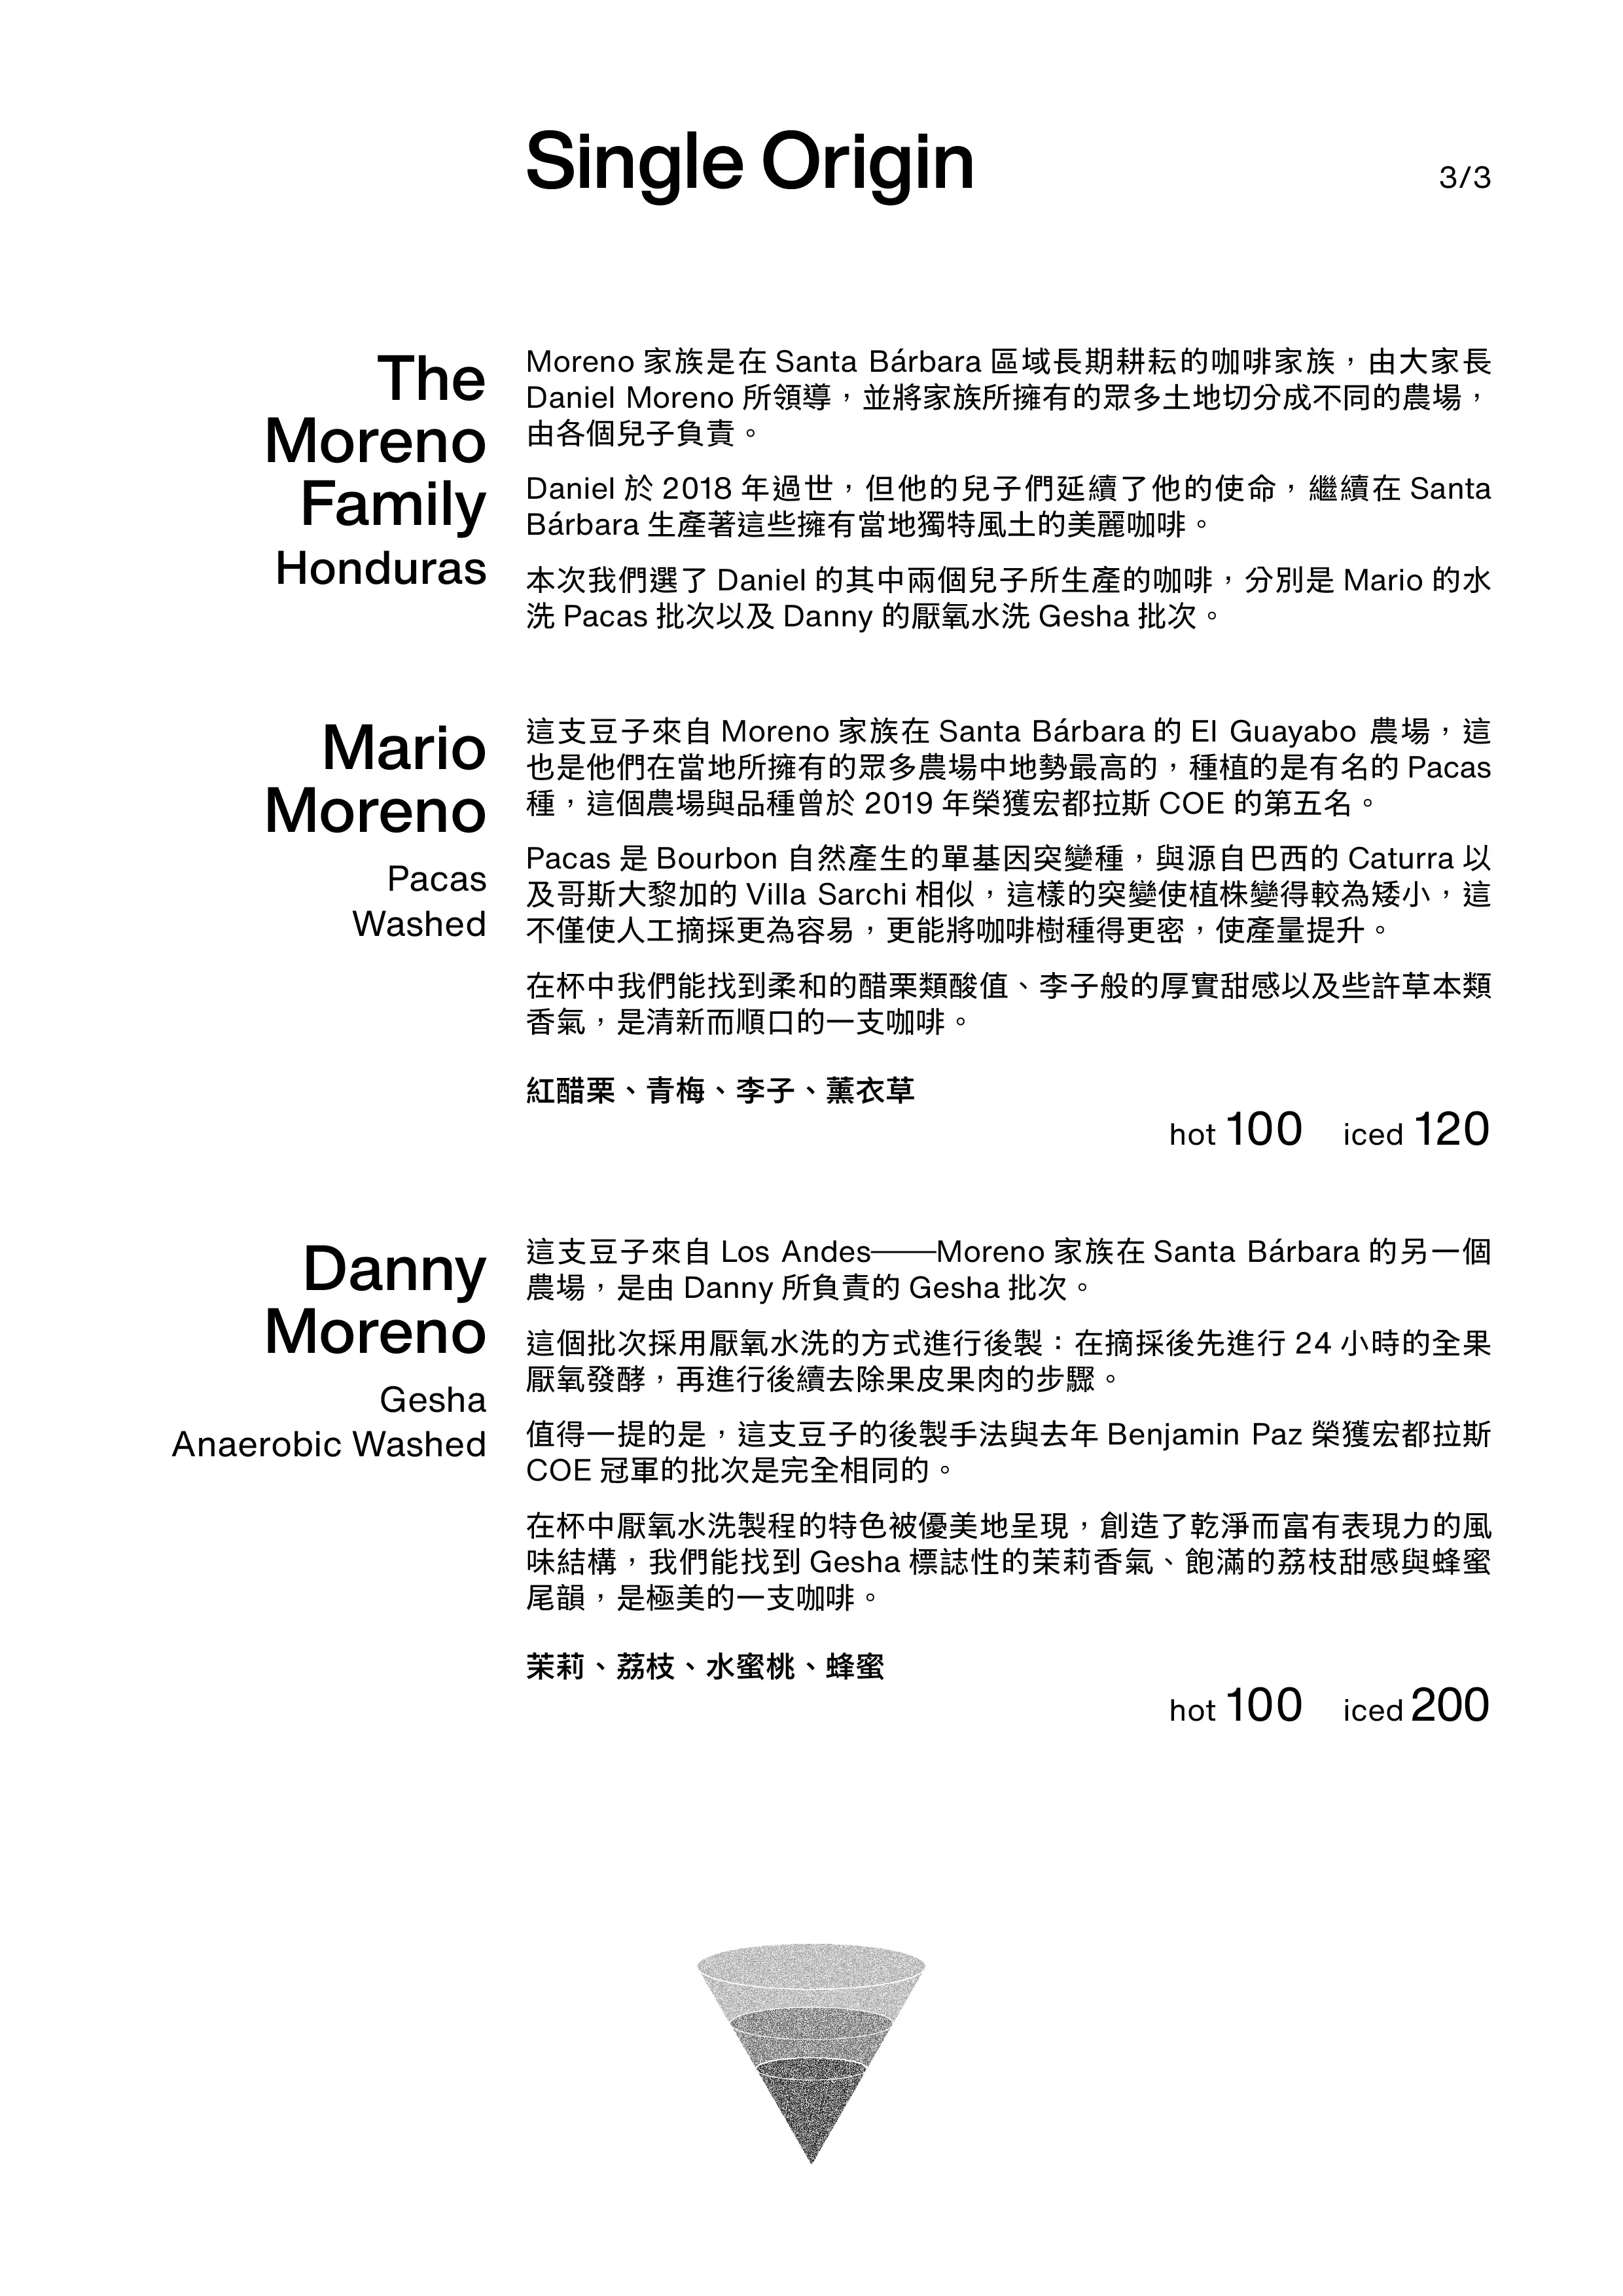 Single Origin
3/3
The
Moreno
Family
Honduras
Moreno 家族是在 Santa Bárbara 區域長期耕耘的咖啡家族，由大家長
Daniel Moreno 所領導，並將家族所擁有的眾多土地切分成不同的農場，
由各個兒子負責。
Daniel 於 2018 年過世，但他的兒子們延續了他的使命，繼續在 Santa
Bárbara 生產著這些擁有當地獨特風土的美麗咖啡。
本次我們選了 Daniel 的其中兩個兒子所生產的咖啡，分別是 Mario 的水
洗 Pacas 批次以及 Danny 的厭氧水洗 Gesha 批次。
Mario
Moreno
Pacas
Washed
這支豆子來自 Moreno 家族在 Santa Bárbara 的 El Guayabo 農場，這
也是他們在當地所擁有的眾多農場中地勢最高的，種植的是有名的 Pacas
種，這個農場與品種曾於 2019 年榮獲宏都拉斯 COE 的第五名。
Pacas 是 Bourbon 自然產生的單基因突變種，與源自巴西的 Caturra 以
及哥斯大黎加的 Villa Sarchi 相似，這樣的突變使植株變得較為矮小，這
不僅使人工摘採更為容易，更能將咖啡樹種得更密，使產量提升。
在杯中我們能找到柔和的醋栗類酸值、李子般的厚實甜感以及些許草本類
香氣，是清新而順口的一支咖啡。
紅醋栗、青梅、李子、薰衣草
hot 100 iced 120
Danny
Moreno
Gesha
Anaerobic Washed
這支豆子來自 Los Andes——Moreno 家族在 Santa Bárbara 的另一個
農場，是由 Danny 所負責的 Gesha 批次。
這個批次採用厭氧水洗的方式進行後製：在摘採後先進行 24 小時的全果
厭氧發酵，再進行後續去除果皮果肉的步驟。
值得一提的是，這支豆子的後製手法與去年 Benjamin Paz 榮獲宏都拉斯
COE 冠軍的批次是完全相同的。
在杯中厭氧水洗製程的特色被優美地呈現，創造了乾淨而富有表現力的風
味結構，我們能找到 Gesha 標誌性的茉莉香氣、飽滿的荔枝甜感與蜂蜜
尾韻，是極美的一支咖啡。
茉莉、荔枝、水蜜桃、蜂蜜
hot 100 iced 200